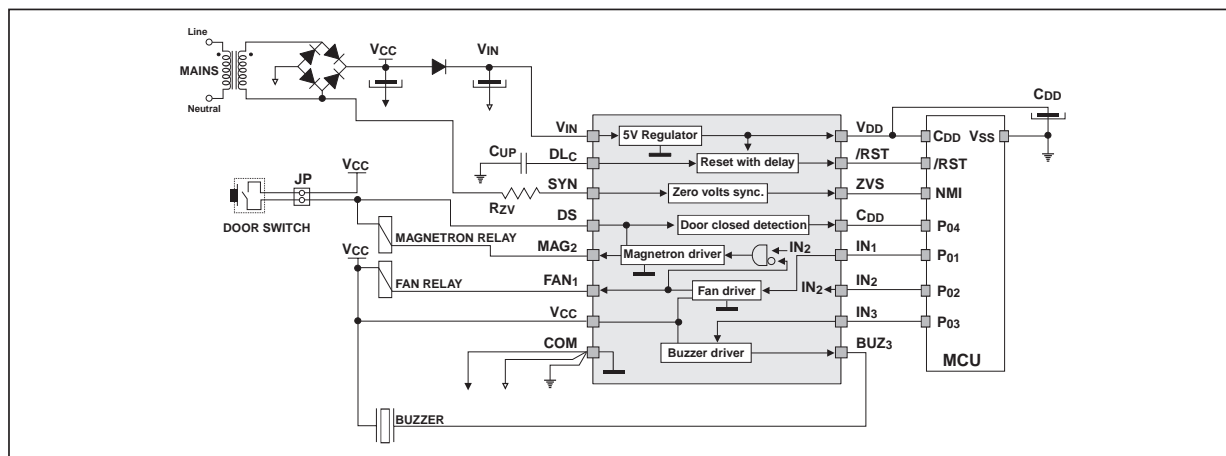 Line
MAINS
Neutral
VCC
VIN
CDD
VIN
5V Regulator
VDD
CDD
VSS
CUP
DLC
Reset with delay
/RST
/RST
VCC
JP
SYN
RZV
Zero volts sync.
ZVS
NMI
DOOR SWITCH
DS
Door closed detection
CDD
P04
MAGNETRON RELAY
MAG2
Magnetron driver
IN2
IN1
P01
VCC
FAN RELAY
FAN1
Fan driver
IN2
IN2
P02
VCC
IN3
P03
COM
Buzzer driver
BUZ3
MCU
BUZZER